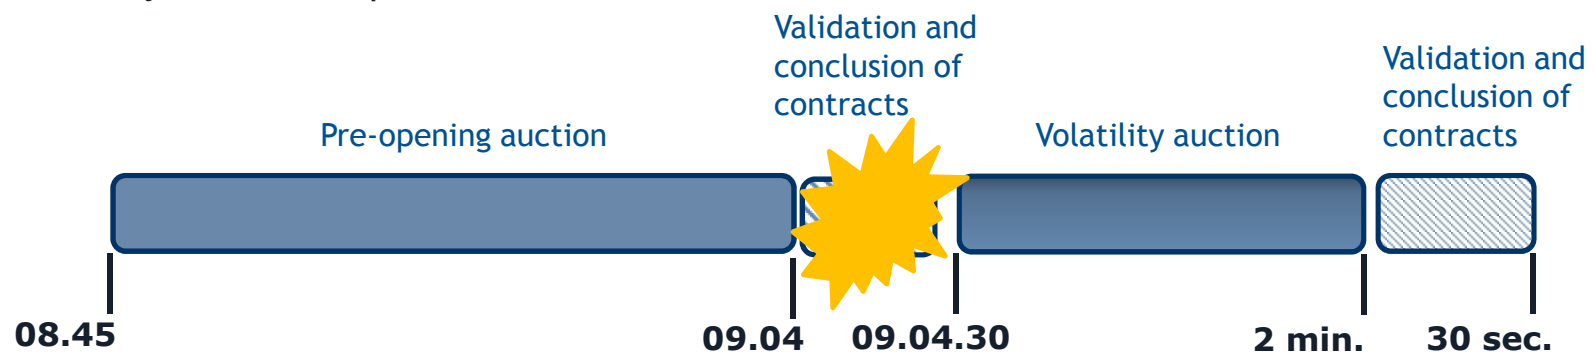 Validation and
conclusion of
contracts
Validation and
conclusion of
contracts
Pre-opening auction
Volatility auction
08.45
09.04
09.04.30
2 min.
30 sec.